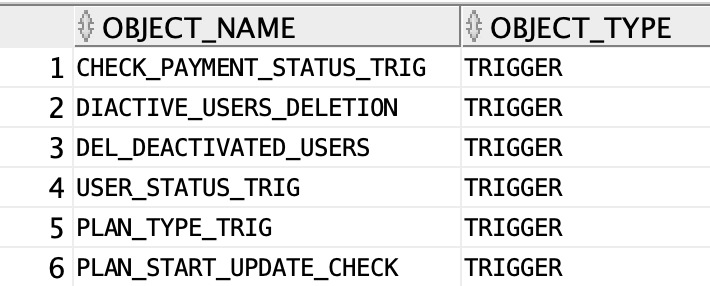 OBJECT_NAME OBJECT_TYPE
1 CHECK_PAYMENT_STATUS_TRIG TRIGGER
2 DIACTIVE_USERS_DELETION TRIGGER
3 DEL_DEACTIVATED_USERS TRIGGER
4 USER_STATUS_TRIG TRIGGER
5 PLAN_TYPE_TRIG TRIGGER
6 PLAN_START_UPDATE_CHECK TRIGGER